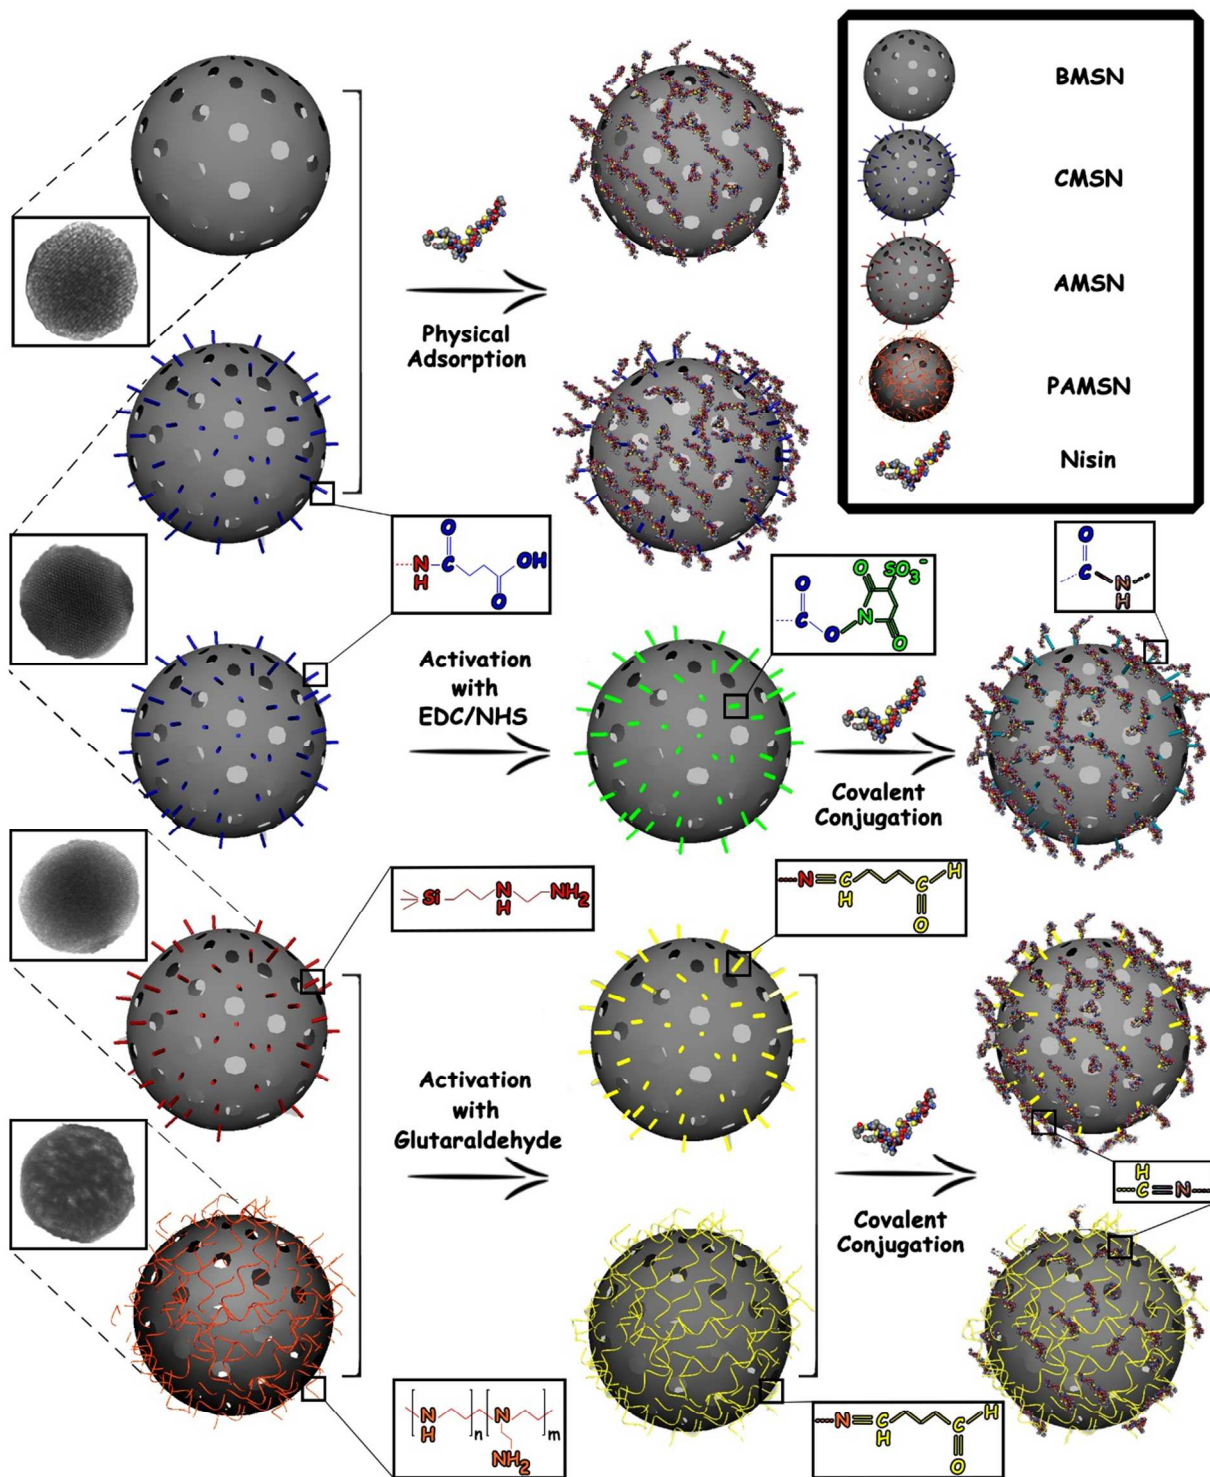 BMSN
CMSN
AMSN
PAMSN
Nisin
Physical
Adsorption
O
N
H
C
OH
O
Activation
with
EDC/NHS
O
C
O
N
O
O
SO3-
O
C
N
H
Covalent
Conjugation
Si
N
H
NH2
N
C
H
C
H
O
Activation
with
Glutaraldehyde
Covalent
Conjugation
H
C
N
N
H
n
N
m
NH2
N
C
H
C
H
O